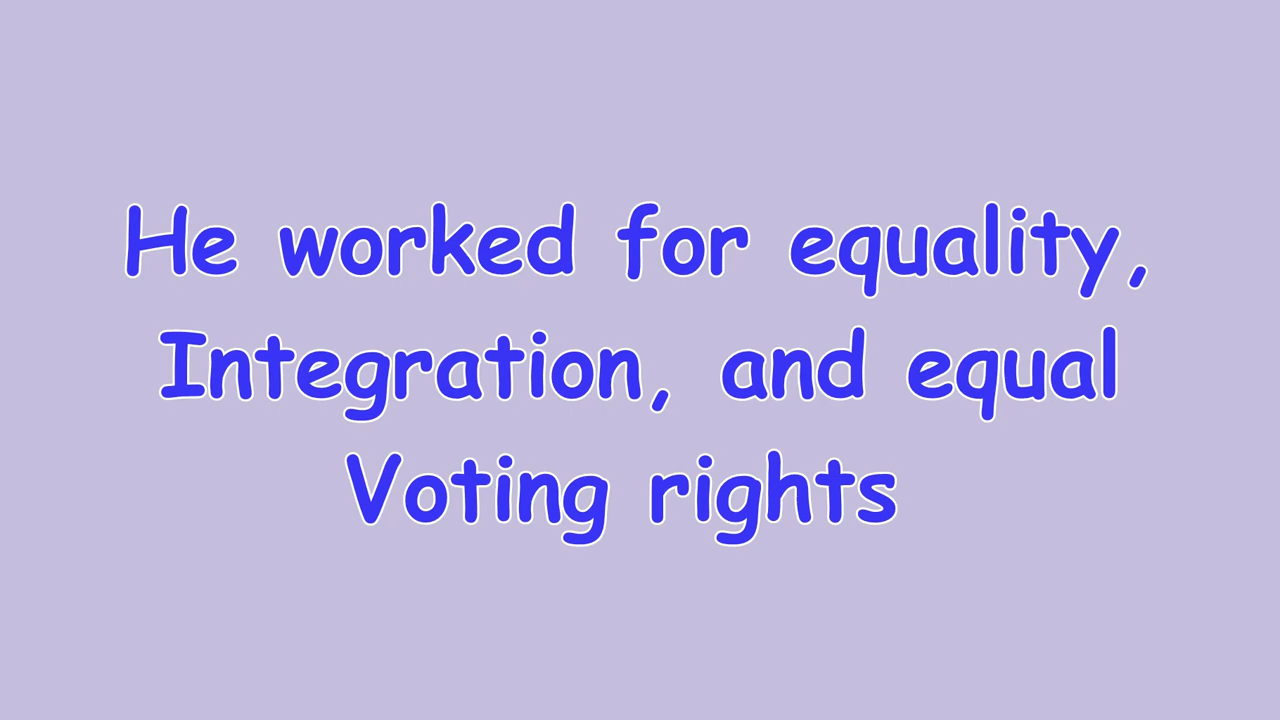 He worked for equality,
Integration, and equal
Voting rights